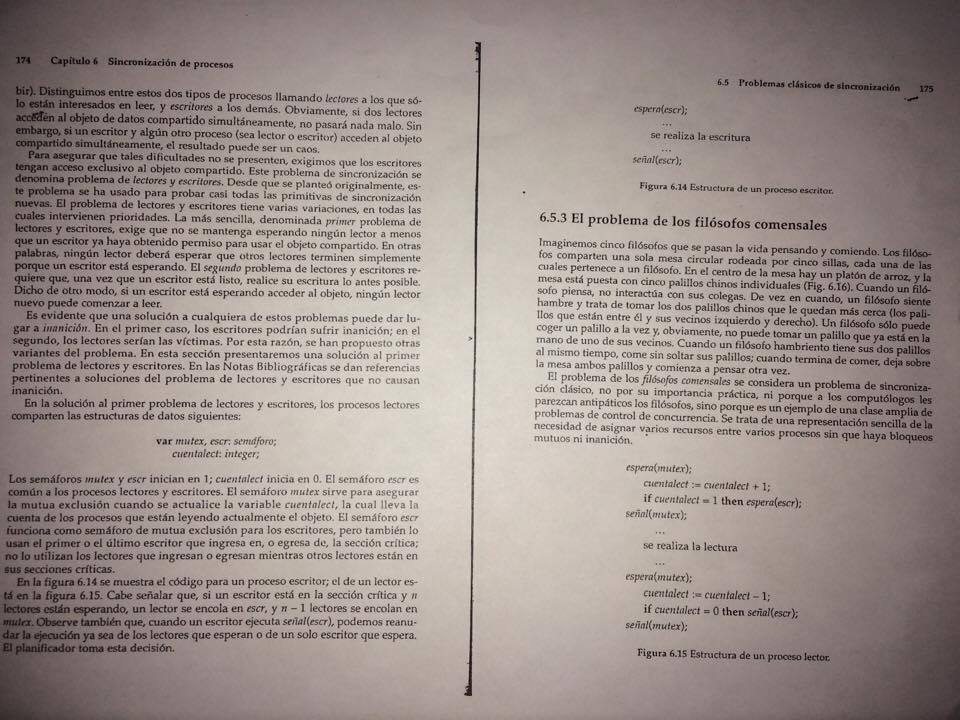 174 Capítulo 6 Sincronización de procesos
bir). Distinguimos entre estos dos tipos de procesos llamando lectores a los que só-
lo están interesados en leer, y escritores a los demás. Obviamente, si dos lectores
acceden al objeto de datos compartido simultáneamente, no pasará nada malo. Sin
embargo, si un escritor y algún otro proceso (sea lector o escritor) acceden al objeto
compartido simultáneamente, el resultado puede ser un caos.
Para asegurar que tales dificultades no se presenten, exigimos que los escritores
tengan acceso exclusivo al objeto compartido. Este problema de sincronización se
denomina problema de lectores y escritores. Desde que se planteó originalmente, es-
te problema se ha usado para probar casi todas las primitivas de sincronización
nuevas. El problema de lectores y escritores tiene varias variaciones, en todas las
cuales intervienen prioridades. La más sencilla, denominada primer problema de
lectores y escritores, exige que no se mantenga esperando ningún lector a menos
que un escritor ya haya obtenido permiso para usar el objeto compartido. En otras
palabras, ningún lector deberá esperar que otros lectores terminen simplemente
porque un escritor está esperando. El segundo problema de lectores y escritores re-
quiere que, una vez que un escritor está listo, realice su escritura lo antes posible.
Dicho de otro modo, si un escritor está esperando acceder al objeto, ningún lector
nuevo puede comenzar a leer.
Es evidente que una solución a cualquiera de estos problemas puede dar lu-
gar a inanición. En el primer caso, los escritores podrían sufrir inanición; en el
segundo, los lectores serían las víctimas. Por esta razón, se han propuesto otras
variantes del problema. En esta sección presentaremos una solución al primer
problema de lectores y escritores. En las Notas Bibliográficas se dan referencias
pertinentes a soluciones del problema de lectores y escritores que no causan
inanición.
En la solución al primer problema de lectores y escritores, los procesos lectores
comparten las estructuras de datos siguientes:
var mutex, escr: semáforo;
cuentalect: integer;
Los semáforos mutex y escr inician en 1; cuentalect inicia en 0. El semáforo escr es
común a los procesos lectores y escritores. El semáforo mutex sirve para asegurar
la mutua exclusión cuando se actualice la variable cuentalect, la cual lleva la
cuenta de los procesos que están leyendo actualmente el objeto. El semáforo escr
funciona como semáforo de mutua exclusión para los escritores, pero también lo
usan el primer o el último escritor que ingresa en, o egresa de, la sección crítica;
no lo utilizan los lectores que ingresan o egresan mientras otros lectores están en
sus secciones críticas.
En la figura 6.14 se muestra el código para un proceso escritor; el de un lector es-
tá en la figura 6.15. Cabe señalar que, si un escritor está en la sección crítica y n
lectores están esperando, un lector se encola en escr, y n − 1 lectores se encolan en
mutex. Observe también que, cuando un escritor ejecuta señal(escr), podemos reanu-
dar la ejecución ya sea de los lectores que esperan o de un solo escritor que espera.
El planificador toma esta decisión.
6.5 Problemas clásicos de sincronización 175
espera(escr);
...
se realiza la escritura
...
señal(escr);
Figura 6.14 Estructura de un proceso escritor.
6.5.3 El problema de los filósofos comensales
Imaginemos cinco filósofos que se pasan la vida pensando y comiendo. Los filóso-
fos comparten una sola mesa circular rodeada por cinco sillas, cada una de las
cuales pertenece a un filósofo. En el centro de la mesa hay un platón de arroz, y la
mesa está puesta con cinco palillos chinos individuales (Fig. 6.16). Cuando un fil-
ósofo piensa, no interactúa con sus colegas. De vez en cuando, un filósofo siente
hambre y trata de tomar los dos palillos chinos que le quedan más cerca (los pali-
llos que están entre él y sus vecinos izquierdo y derecho). Un filósofo sólo puede
coger un palillo a la vez y, obviamente, no puede tomar un palillo que ya está en la
mano de uno de sus vecinos. Cuando un filósofo hambriento tiene sus dos palillos
al mismo tiempo, come sin soltar sus palillos; cuando termina de comer, deja sobre
la mesa ambos palillos y comienza a pensar otra vez.
El problema de los filósofos comensales se considera un problema de sincroniza-
ción clásico, no por su importancia práctica, ni porque a los computólogos les
parezcan antipáticos los filósofos, sino porque es un ejemplo de una clase amplia de
problemas de control de concurrencia. Se trata de una representación sencilla de la
necesidad de asignar varios recursos entre varios procesos sin que haya bloqueos
mutuos ni inanición.
espera(mutex);
cuentalect := cuentalect + 1;
if cuentalect = 1 then espera(escr);
señal(mutex);
...
se realiza la lectura
...
espera(mutex);
cuentalect := cuentalect − 1;
if cuentalect = 0 then señal(escr);
señal(mutex);
Figura 6.15 Estructura de un proceso lector.